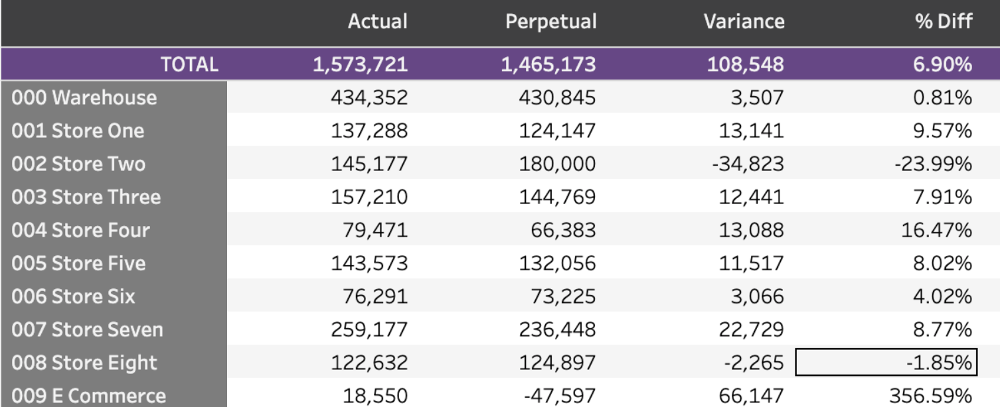 Actual Perpetual Variance % Diff
TOTAL 1,573,721 1,465,173 108,548 6.90%
000 Warehouse 434,352 430,845 3,507 0.81%
001 Store One 137,288 124,147 13,141 9.57%
002 Store Two 145,177 180,000 -34,823 -23.99%
003 Store Three 157,210 144,769 12,441 7.91%
004 Store Four 79,471 66,383 13,088 16.47%
005 Store Five 143,573 132,056 11,517 8.02%
006 Store Six 76,291 73,225 3,066 4.02%
007 Store Seven 259,177 236,448 22,729 8.77%
008 Store Eight 122,632 124,897 -2,265 -1.85%
009 E Commerce 18,550 -47,597 66,147 356.59%